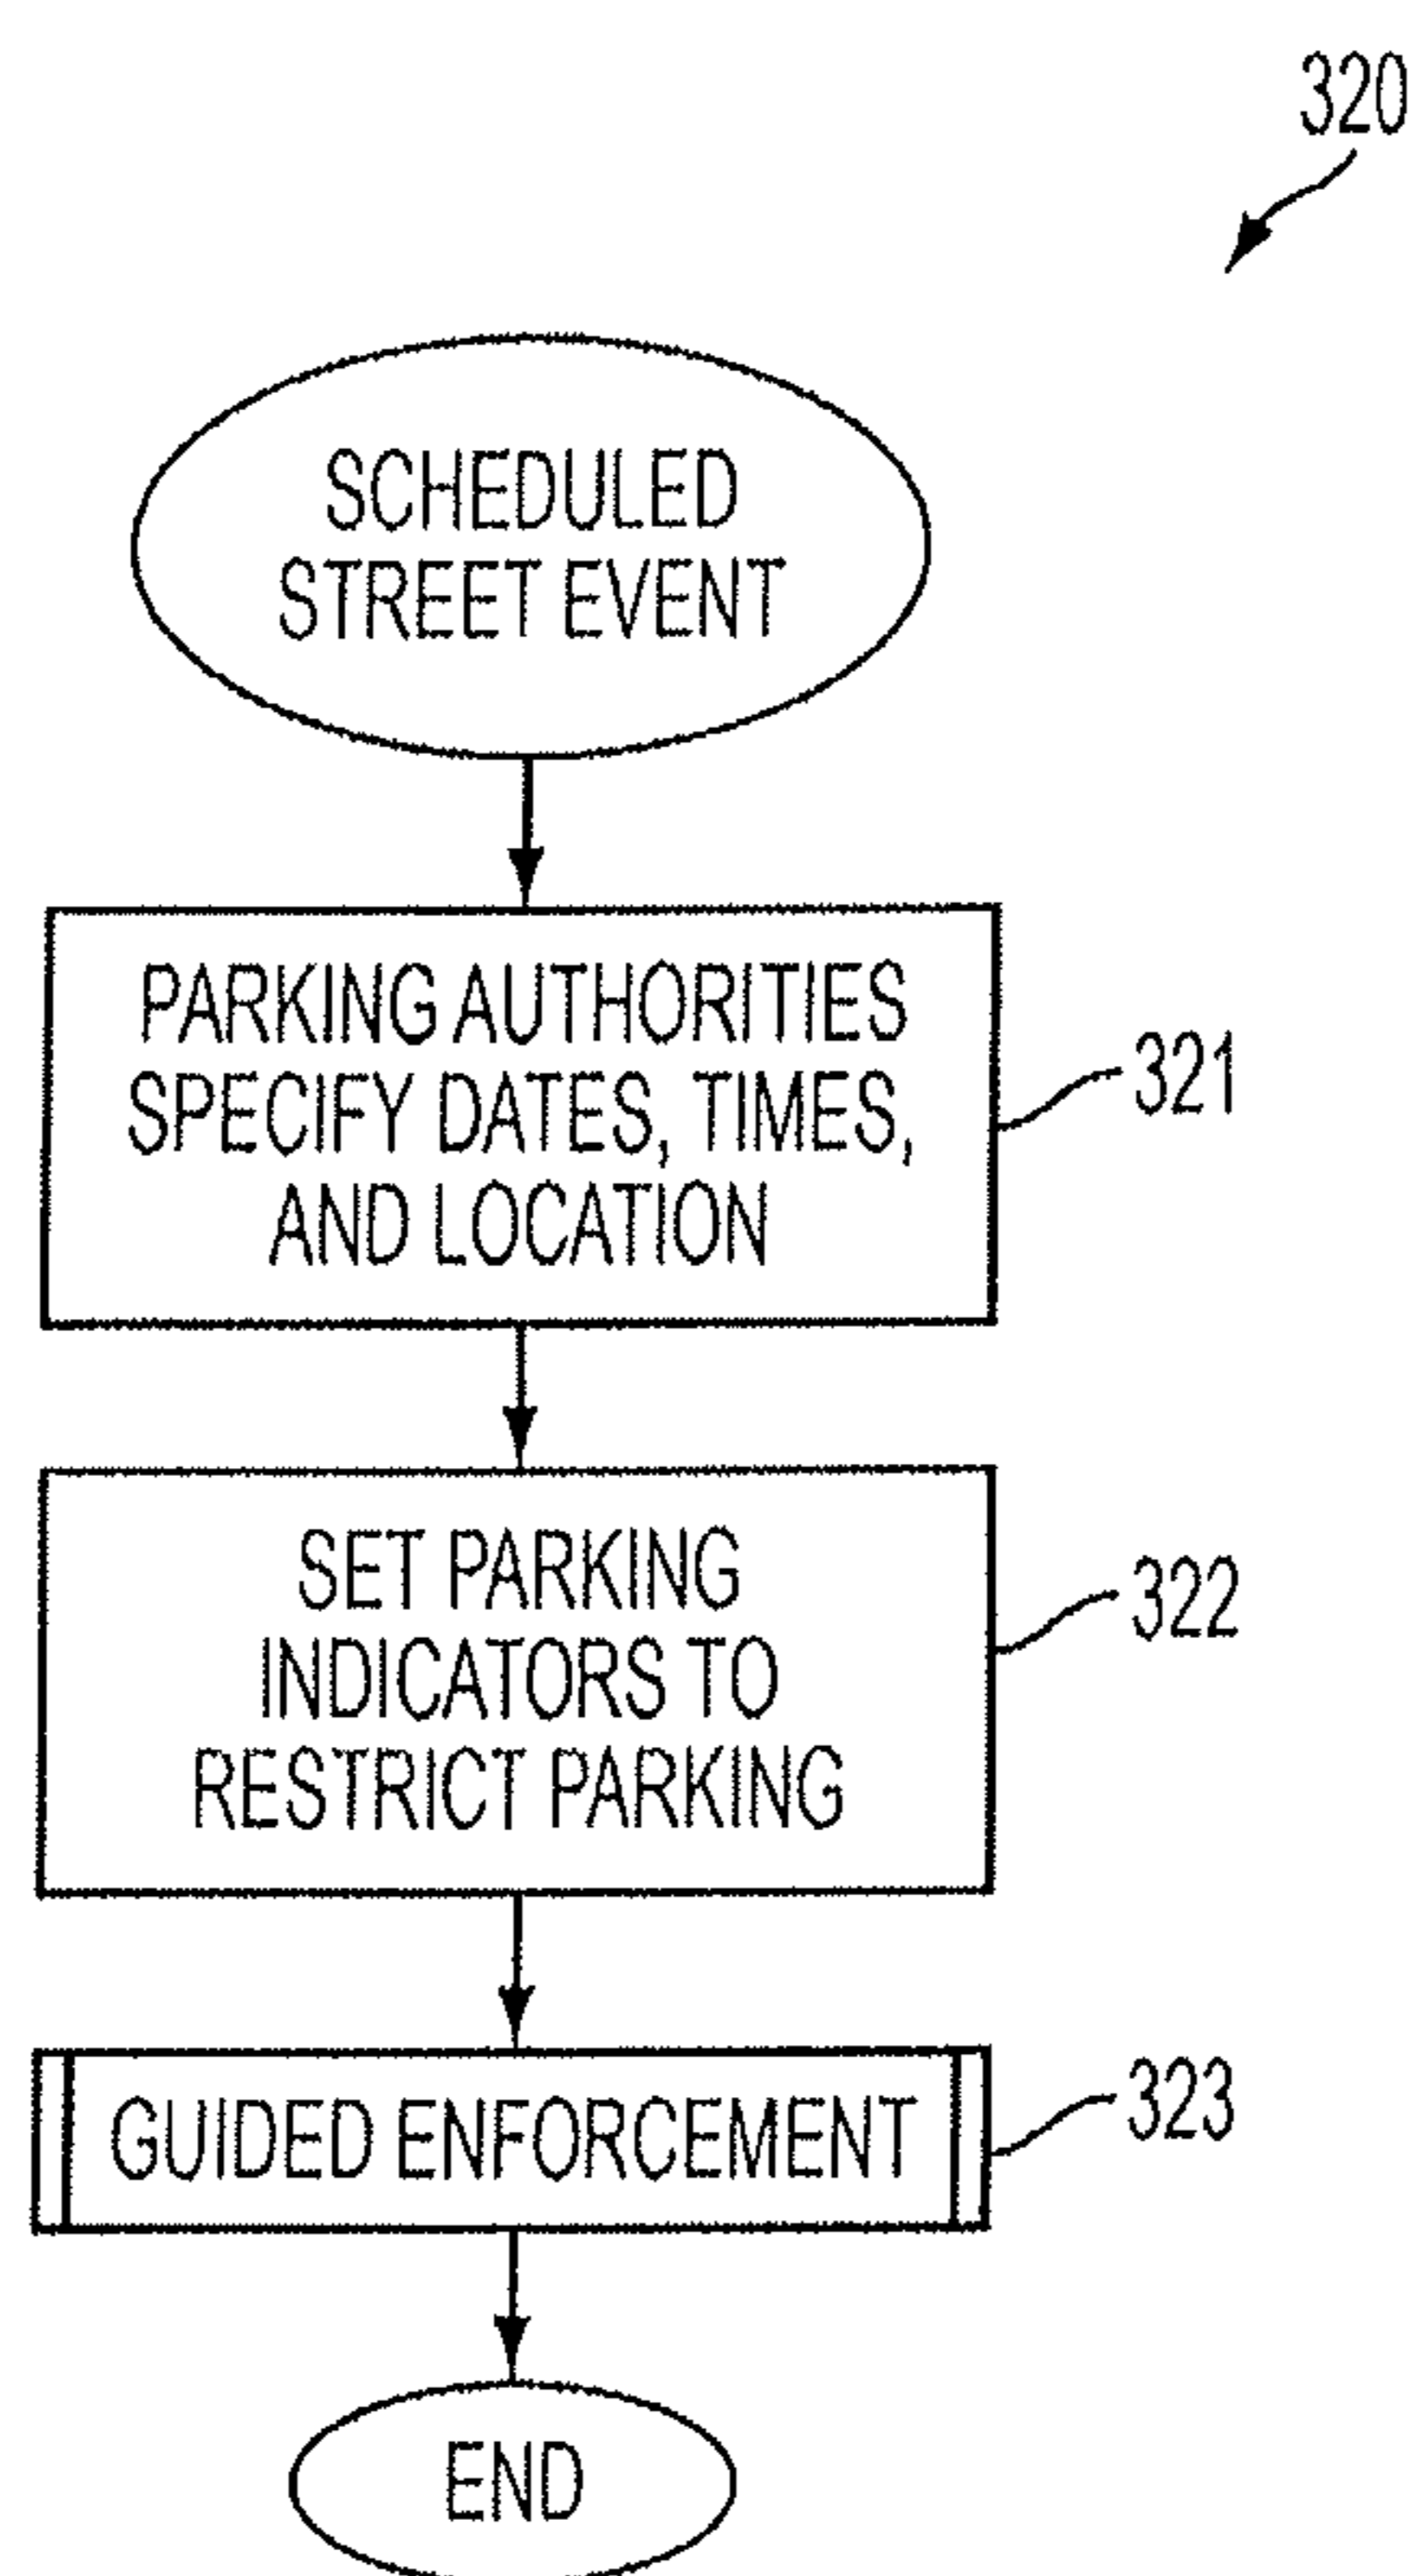 320
SCHEDULED
STREET EVENT
PARKING AUTHORITIES
SPECIFY DATES, TIMES,
AND LOCATION
321
SET PARKING
INDICATORS TO
RESTRICT PARKING
322
GUIDED ENFORCEMENT
323
END